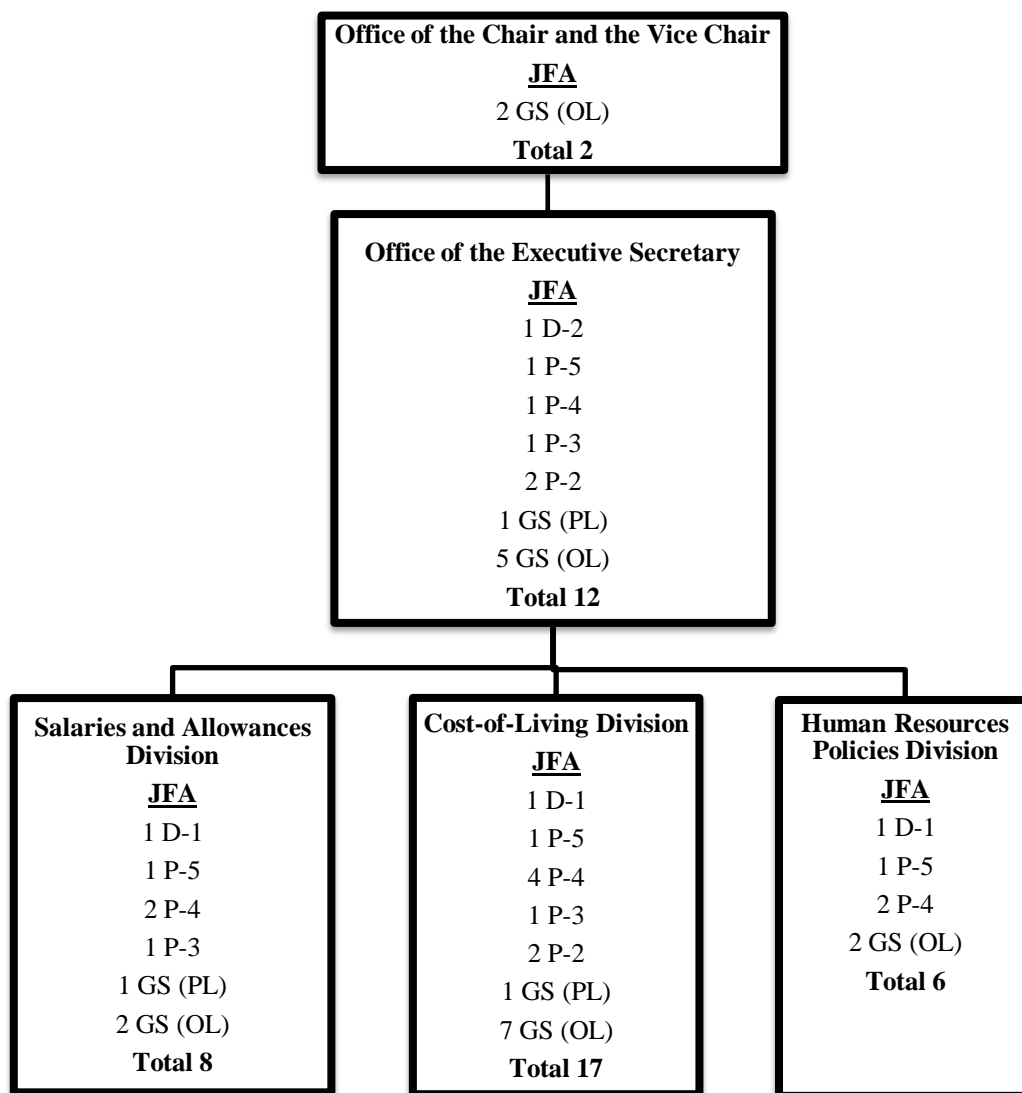 Office of the Chair and the Vice Chair
JFA
2 GS (OL)
Total 2
Office of the Executive Secretary
JFA
1 D-2
1 P-5
1 P-4
1 P-3
2 P-2
1 GS (PL)
5 GS (OL)
Total 12
Salaries and Allowances
Division
JFA
1 D-1
1 P-5
2 P-4
1 P-3
1 GS (PL)
2 GS (OL)
Total 8
Cost-of-Living Division
JFA
1 D-1
1 P-5
4 P-4
1 P-3
2 P-2
1 GS (PL)
7 GS (OL)
Total 17
Human Resources
Policies Division
JFA
1 D-1
1 P-5
2 P-4
2 GS (OL)
Total 6